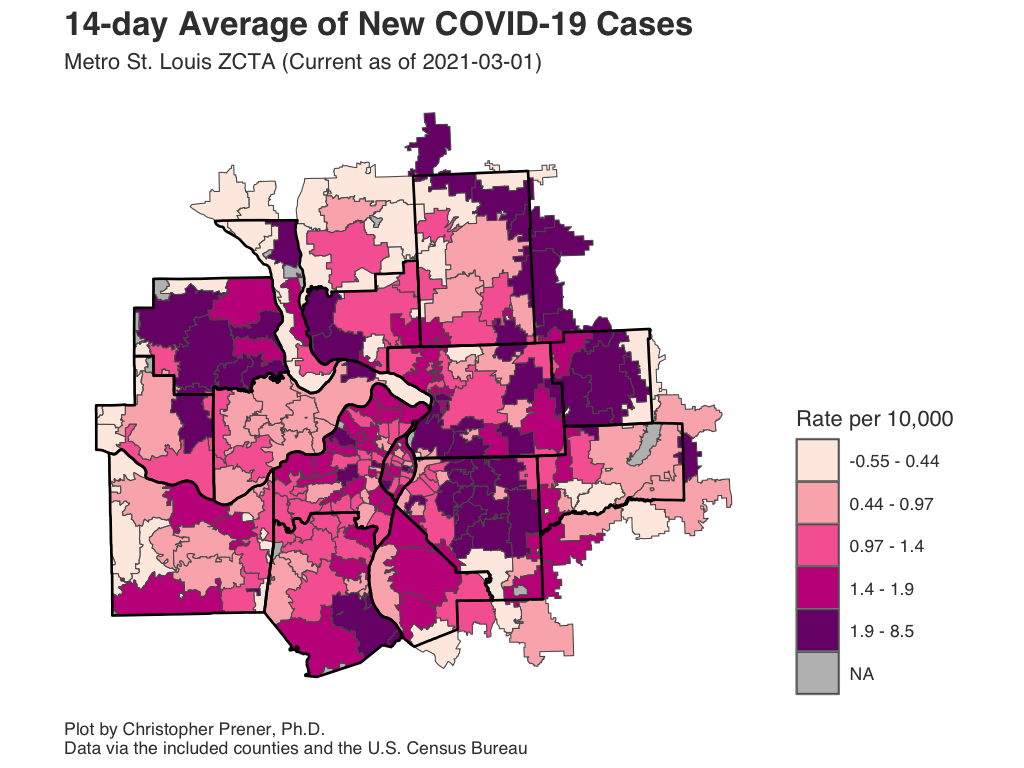 14-day Average of New COVID-19 Cases
Metro St. Louis ZCTA (Current as of 2021-03-01)
Rate per 10,000
-0.55 - 0.44
0.44 - 0.97
0.97 - 1.4
1.4 - 1.9
1.9 - 8.5
NA
Plot by Christopher Prener, Ph.D.
Data via the included counties and the U.S. Census Bureau